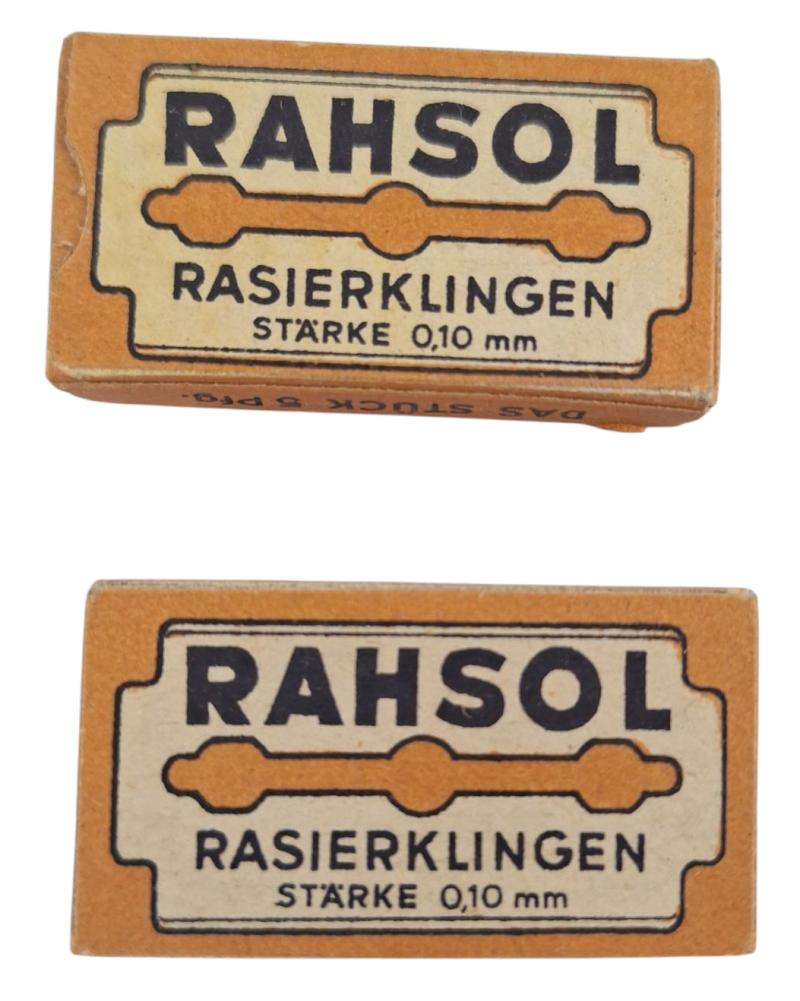 RAHSOL
RASIERKLINGEN
STÄRKE 0,10 mm
DAS STÜCK 5 Pfg.
RAHSOL
RASIERKLINGEN
STÄRKE 0,10 mm